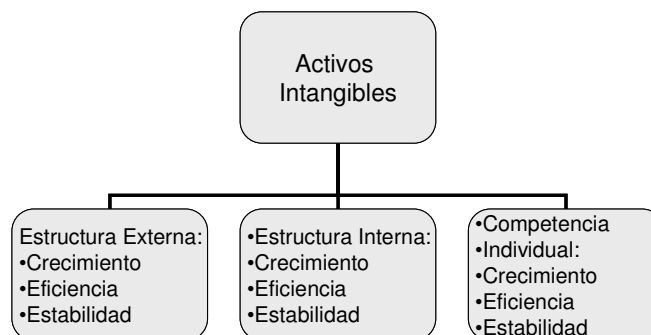 Activos
Intangibles
Estructura Externa:
•Crecimiento
•Eficiencia
•Estabilidad
•Estructura Interna:
•Crecimiento
•Eficiencia
•Estabilidad
•Competencia
•Individual:
•Crecimiento
•Eficiencia
•Estabilidad